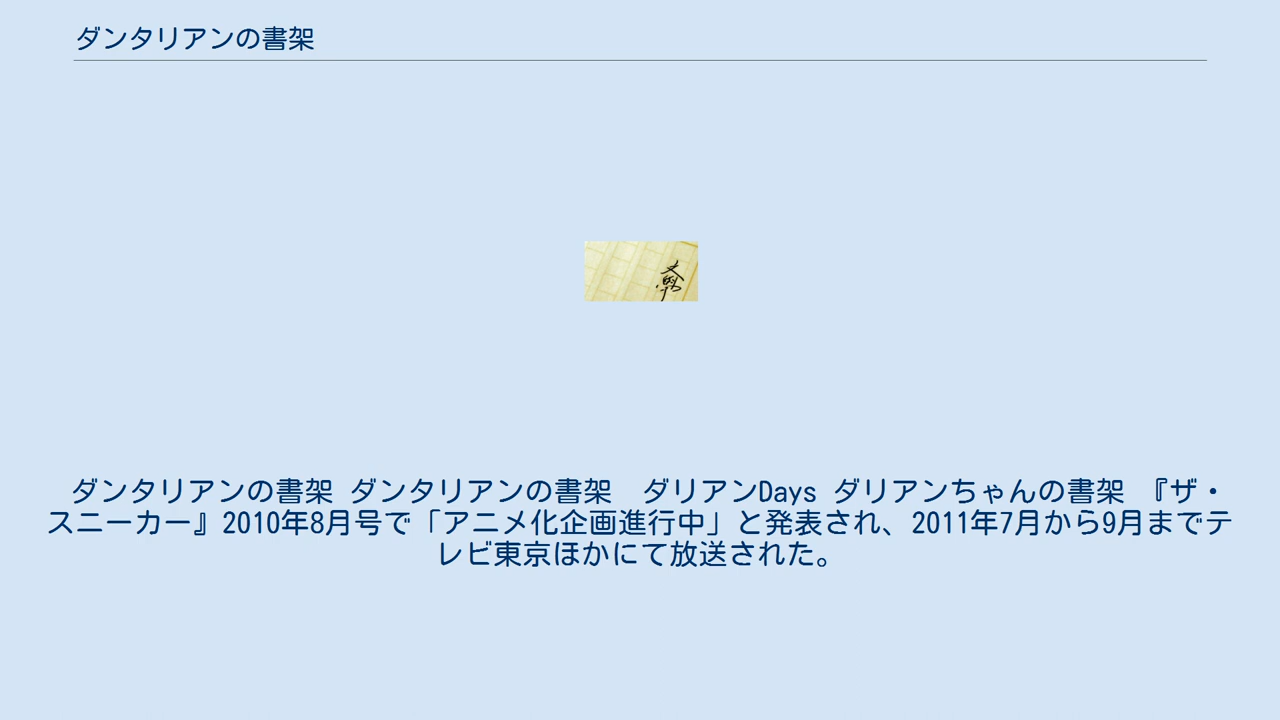 ダンタリアンの書架
ダンタリアンの書架 ダンタリアンの書架　ダリアンDays ダリアンちゃんの書架 『ザ・
スニーカー』2010年8月号で「アニメ化企画進行中」と発表され、2011年7月から9月までテ
レビ東京ほかにて放送された。